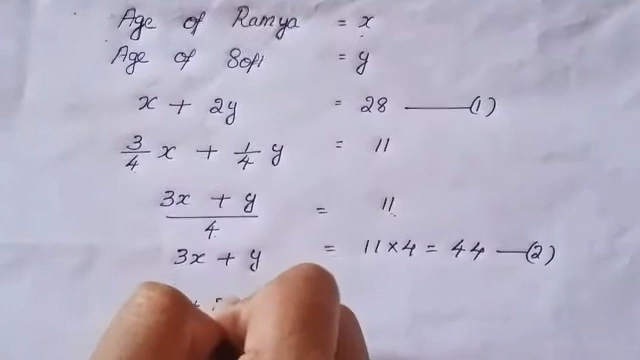 Age of Ramya = x
Age of Sofi = y
x + 2y = 28 ——— (1)
3/4 x + 1/4 y = 11
(3x + y)/4 = 11
3x + y = 11 × 4 = 44 — (2)